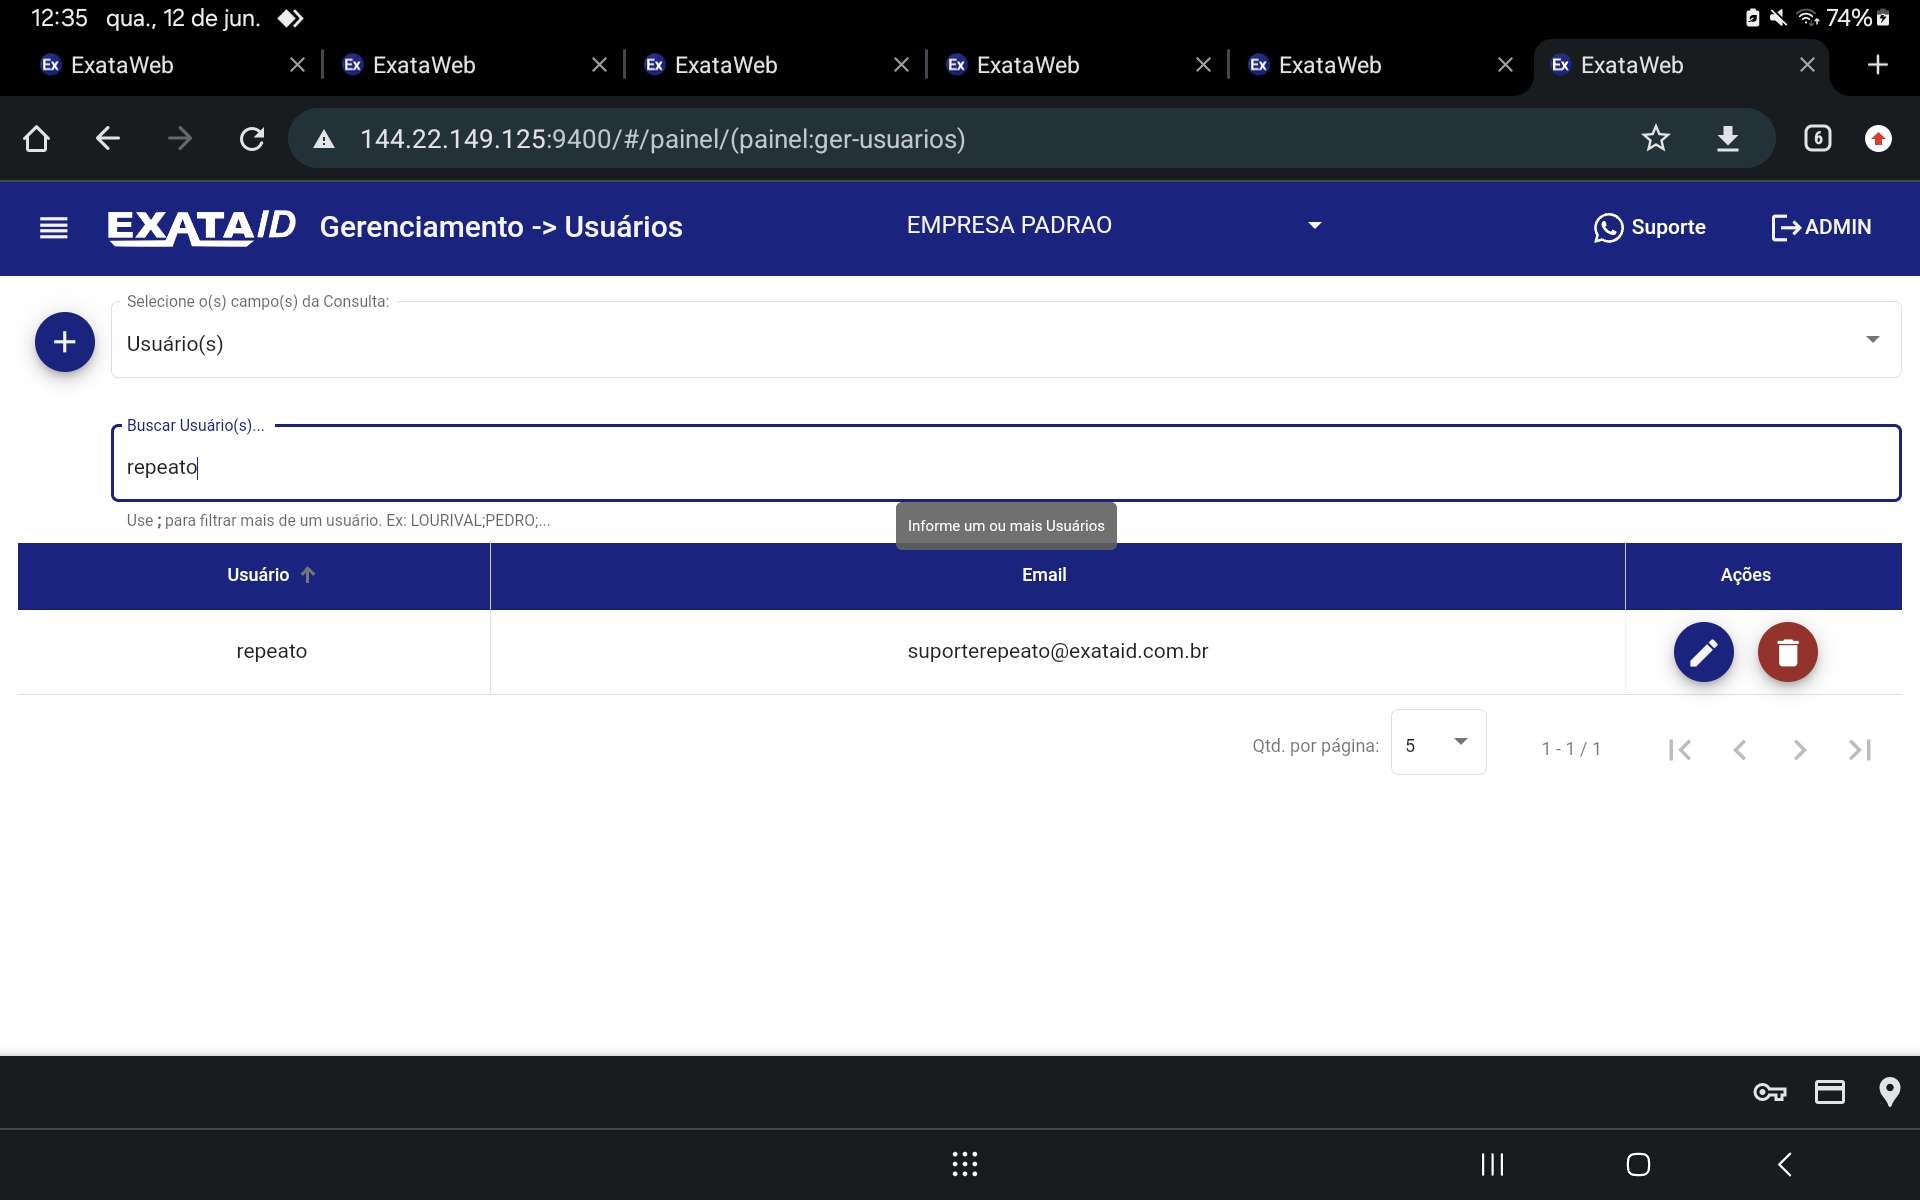 12:35 qua., 12 de jun. 74%
Ex ExataWeb Ex ExataWeb Ex ExataWeb Ex ExataWeb Ex ExataWeb Ex ExataWeb
144.22.149.125:9400/#/painel/(painel:ger-usuarios) 6
EXATAID Gerenciamento -> Usuários EMPRESA PADRAO Suporte ADMIN
Selecione o(s) campo(s) da Consulta:
Usuário(s)
Buscar Usuário(s)...
repeato
Use ; para filtrar mais de um usuário. Ex: LOURIVAL;PEDRO;...
Informe um ou mais Usuários
Usuário Email Ações
repeato suporterepeato@exataid.com.br
Qtd. por página: 5 1 - 1 / 1